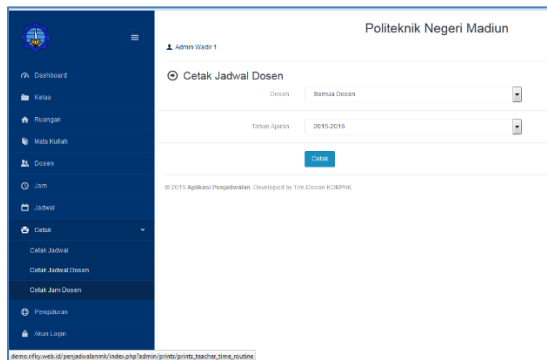 Politeknik Negeri Madiun
Admin Wadir 1
Dashboard
Kelas
Ruangan
Mata Kuliah
Dosen
Jam
Jadwal
Cetak
Cetak Jadwal
Cetak Jadwal Dosen
Cetak Jam Dosen
Pengaturan
Akun Login
Cetak Jadwal Dosen
Dosen
Semua Dosen
Tahun Ajaran
2015-2016
Cetak
© 2015 Aplikasi Penjadwalan. Developed by Tim Dosen KOMPAK
demo.rifky.web.id/penjadwalanmk/index.php?admin/prints/prints_teacher_time_routine